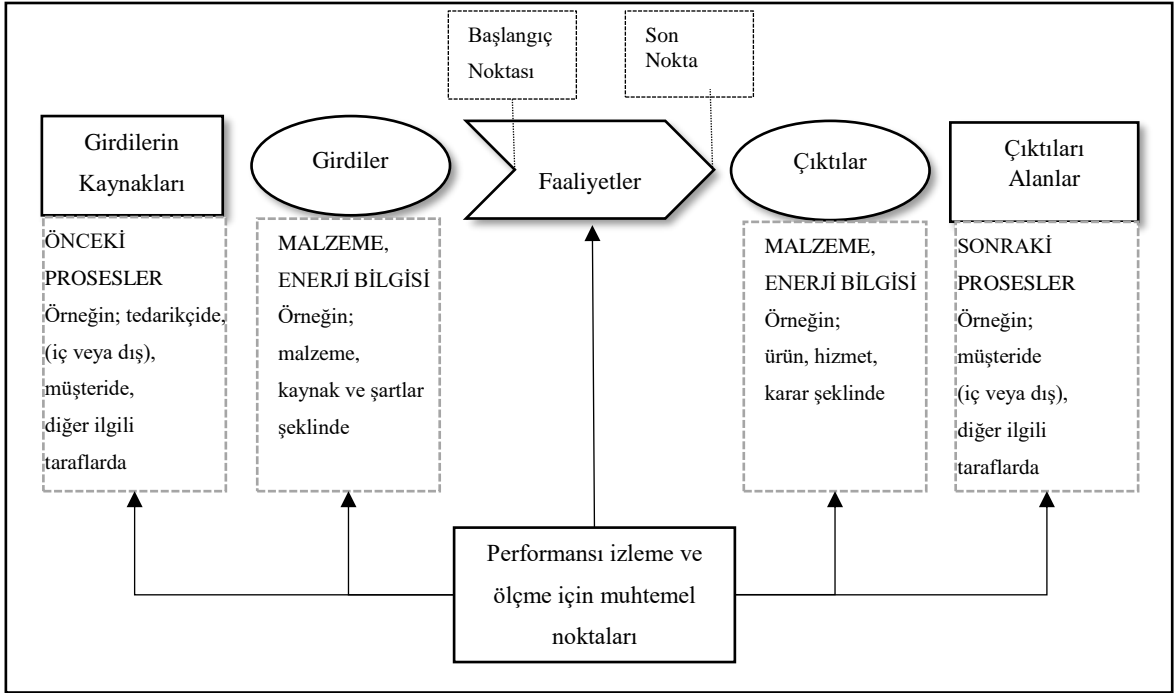 Başlangıç
Noktası
Son
Nokta
Girdilerin
Kaynakları
Girdiler
Faaliyetler
Çıktılar
Çıktıları
Alanlar
ÖNCEKİ
PROSESLER
Örneğin; tedarikçide,
(iç veya dış),
müşteride,
diğer ilgili
taraflarda
MALZEME,
ENERJİ BİLGİSİ
Örneğin;
malzeme,
kaynak ve şartlar
şeklinde
MALZEME,
ENERJİ BİLGİSİ
Örneğin;
ürün, hizmet,
karar şeklinde
SONRAKİ
PROSESLER
Örneğin;
müşteride
(iç veya dış),
diğer ilgili
taraflarda
Performansı izleme ve
ölçme için muhtemel
noktaları